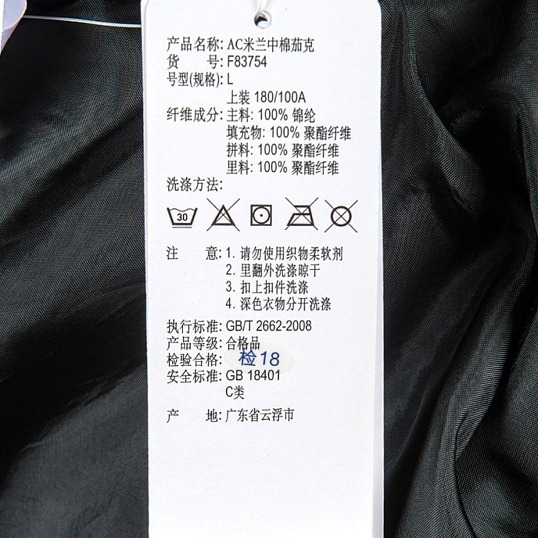 产品名称: AC米兰中棉茄克
货 号: F83754
号型(规格): L
上装 180/100A
纤维成分: 主料: 100% 锦纶
填充物: 100% 聚酯纤维
拼料: 100% 聚酯纤维
里料: 100% 聚酯纤维
洗涤方法:
30
注 意: 1. 请勿使用织物柔软剂
2. 里翻外洗涤晾干
3. 扣上扣件洗涤
4. 深色衣物分开洗涤
执行标准: GB/T 2662-2008
产品等级: 合格品
检验合格: 检18
安全标准: GB 18401
C类
产 地: 广东省云浮市